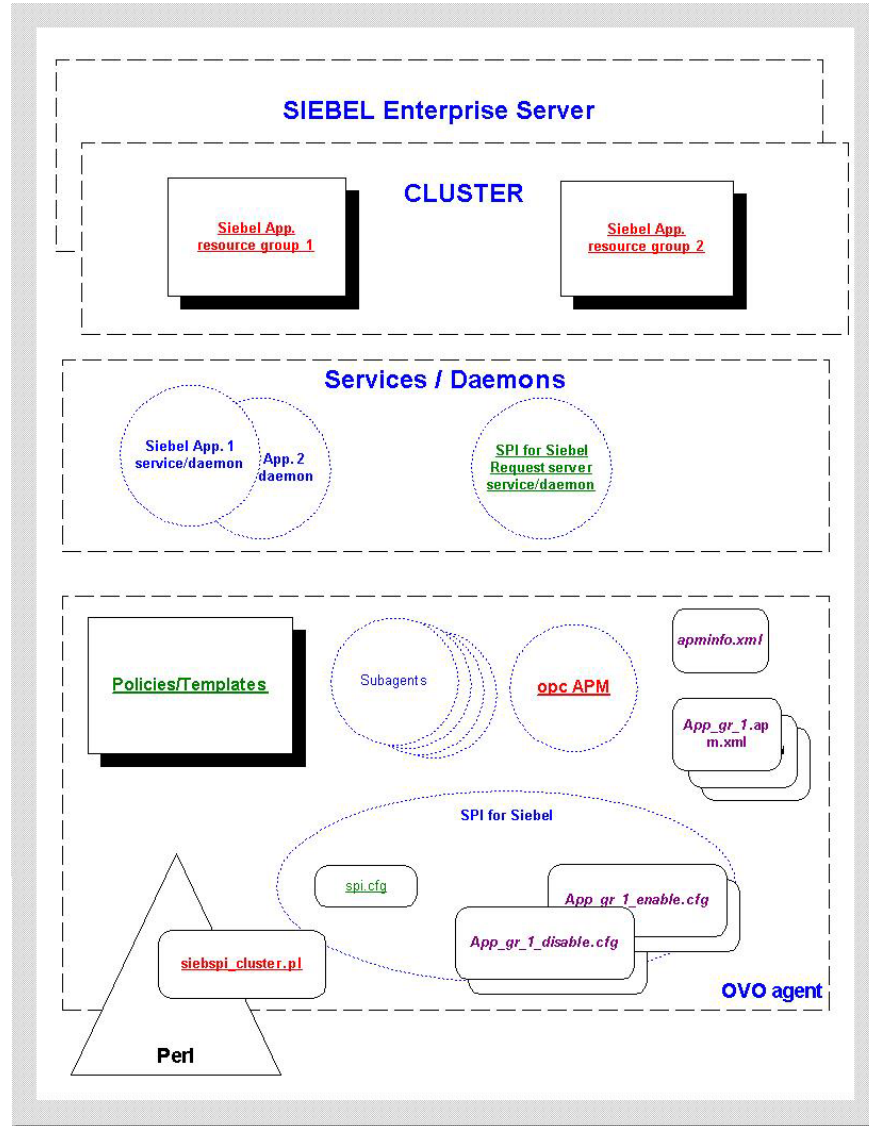 SIEBEL Enterprise Server
CLUSTER
Siebel App.
resource group 1
Siebel App.
resource group 2
Services / Daemons
Siebel App. 1
service/daemon
App. 2
daemon
SPI for Siebel
Request server
service/daemon
Policies/Templates
Subagents
opc APM
apminfo.xml
App_gr_1.ap
m.xml
SPI for Siebel
spi.cfg
App_gr_1_enable.cfg
App_gr_1_disable.cfg
siebspi_cluster.pl
OVO agent
Perl